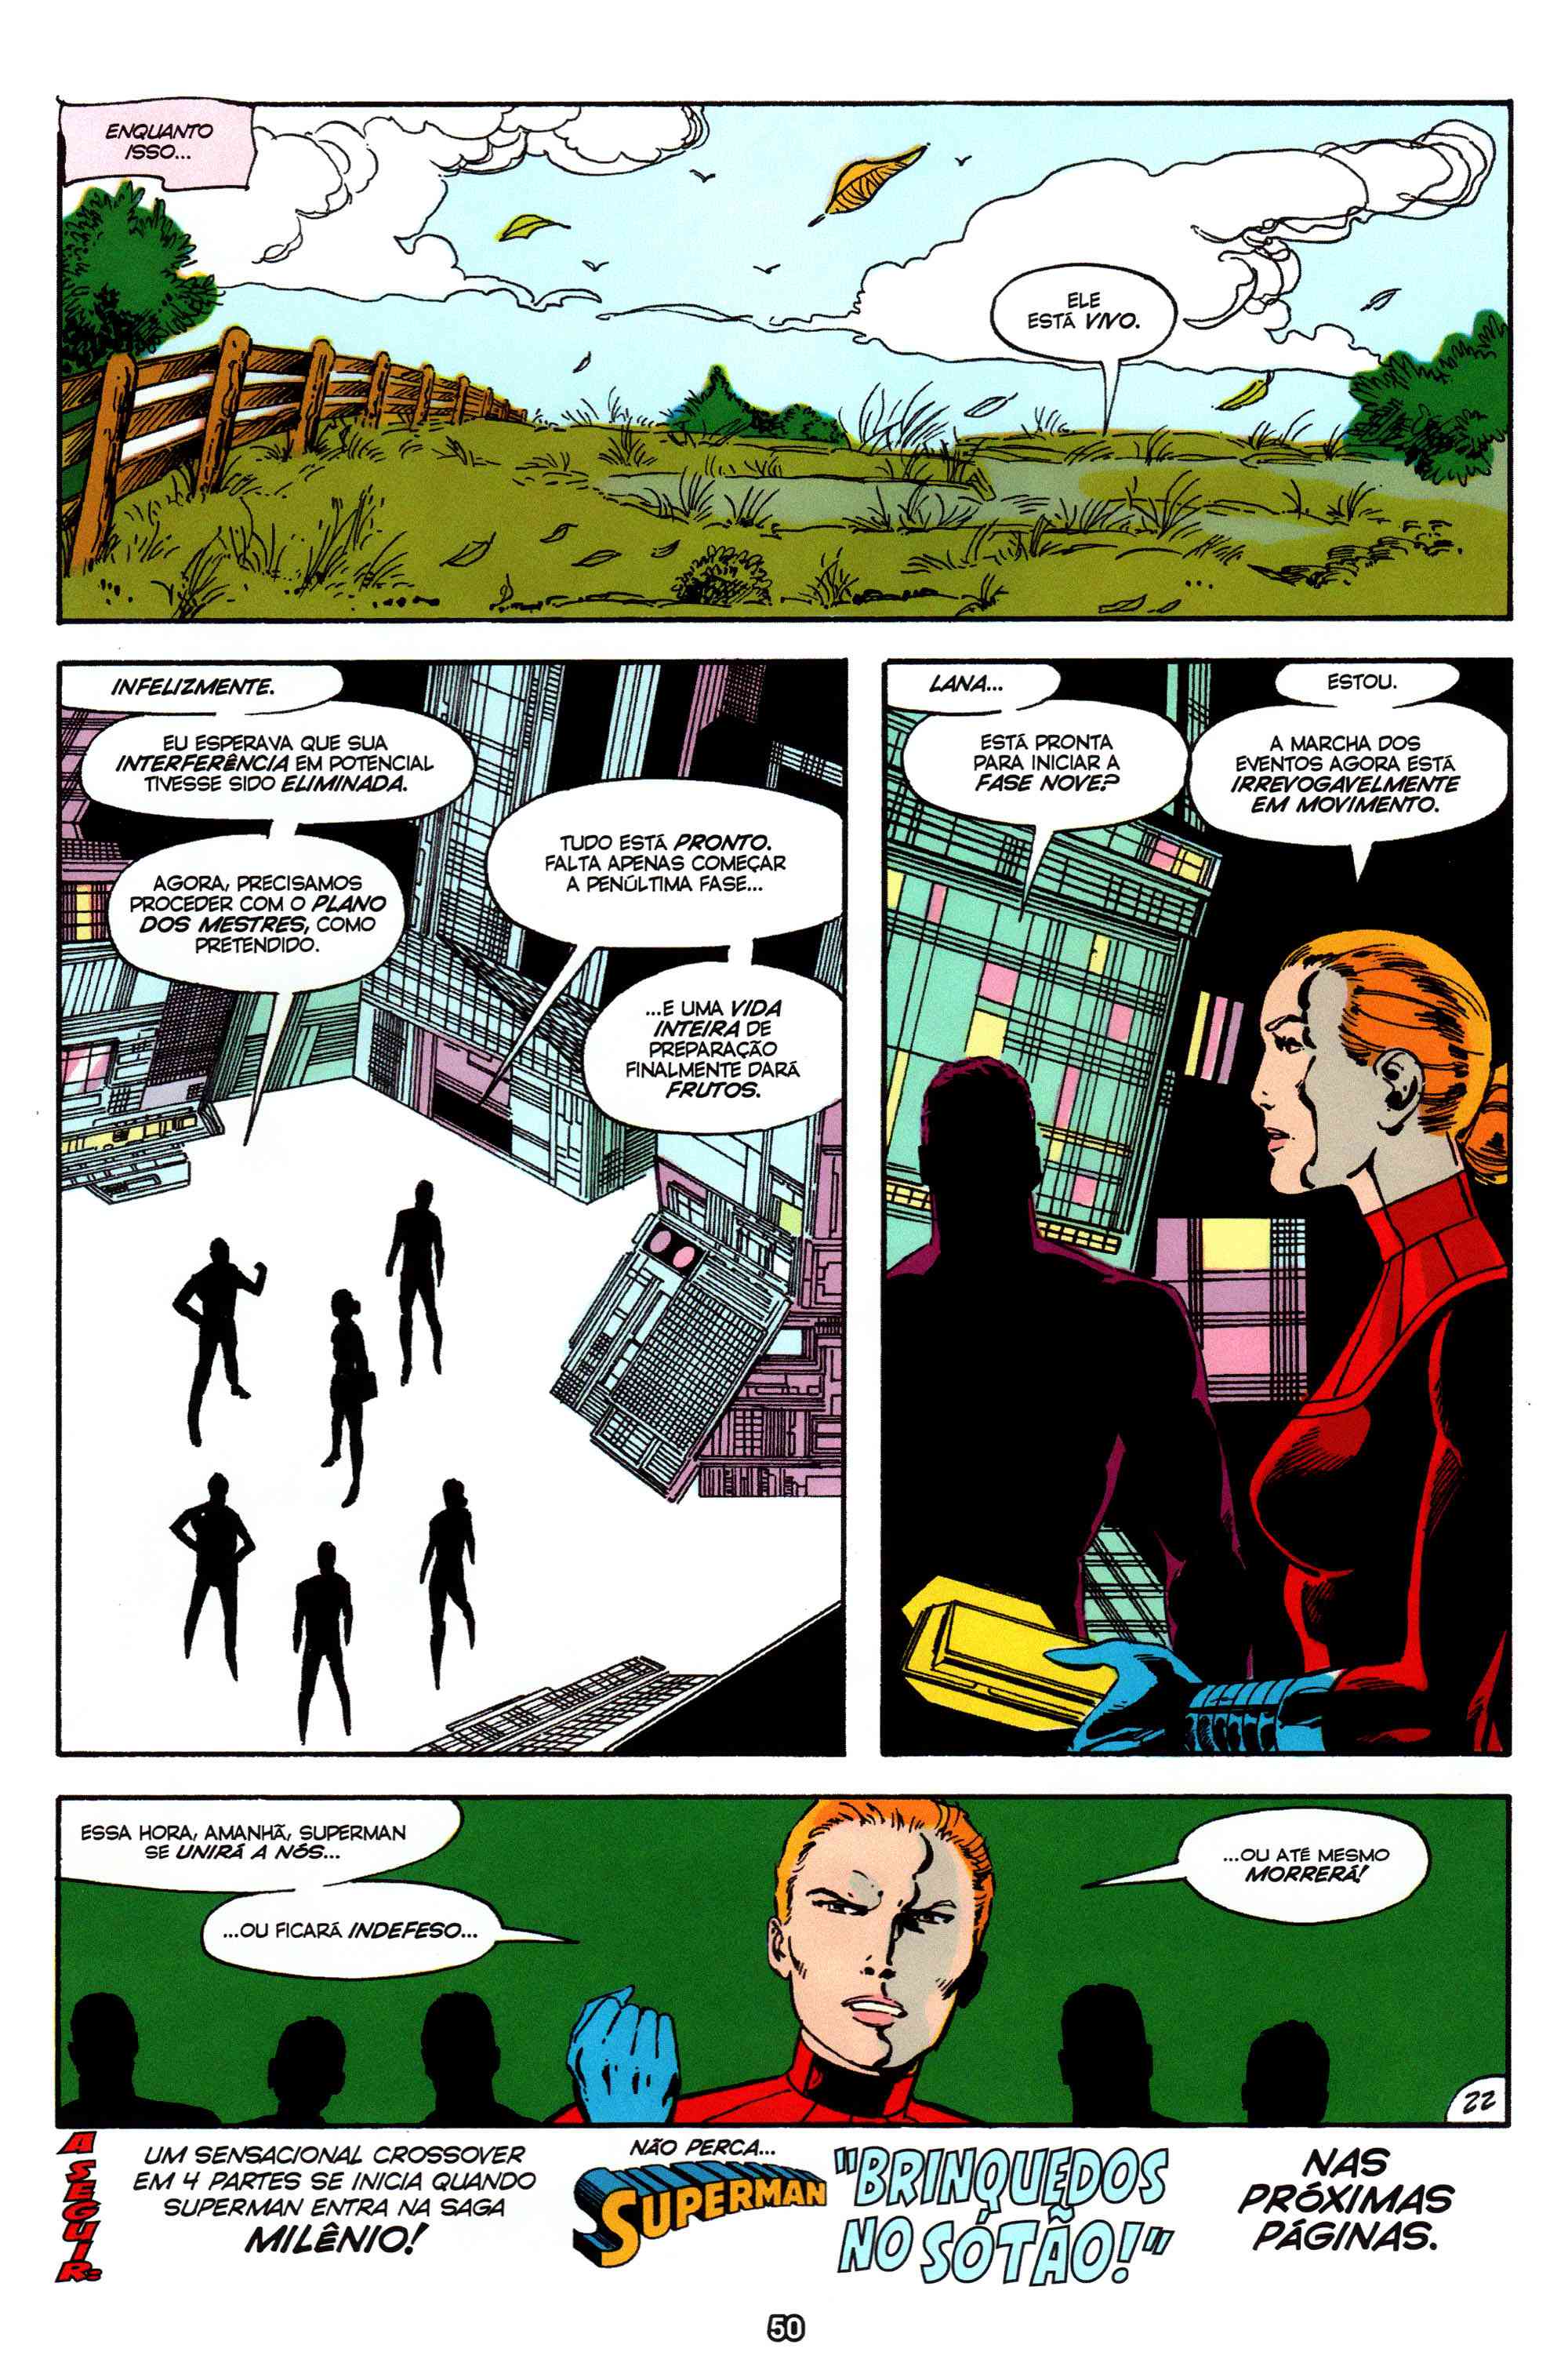 ENQUANTO
ISSO...
ELE
ESTÁ VIVO.
INFELIZMENTE.
EU ESPERAVA QUE SUA
INTERFERÊNCIA EM POTENCIAL
TIVESSE SIDO ELIMINADA.
AGORA, PRECISAMOS
PROCEDER COM O PLANO
DOS MESTRES, COMO
PRETENDIDO.
TUDO ESTÁ PRONTO.
FALTA APENAS COMEÇAR
A PENÚLTIMA FASE...
...E UMA VIDA
INTEIRA DE
PREPARAÇÃO
FINALMENTE DARÁ
FRUTOS.
LANA...
ESTÁ PRONTA
PARA INICIAR A
FASE NOVE?
ESTOU.
A MARCHA DOS
EVENTOS AGORA ESTÁ
IRREVOGAVELMENTE
EM MOVIMENTO.
ESSA HORA, AMANHÃ, SUPERMAN
SE UNIRÁ A NÓS...
...OU FICARÁ INDEFESO...
...OU ATÉ MESMO
MORRERÁ!
22
A SEGUIR:
UM SENSACIONAL CROSSOVER
EM 4 PARTES SE INICIA QUANDO
SUPERMAN ENTRA NA SAGA
MILÊNIO!
NÃO PERCA...
SUPERMAN
"BRINQUEDOS
NO SÓTÃO!"
NAS
PRÓXIMAS
PÁGINAS.
50